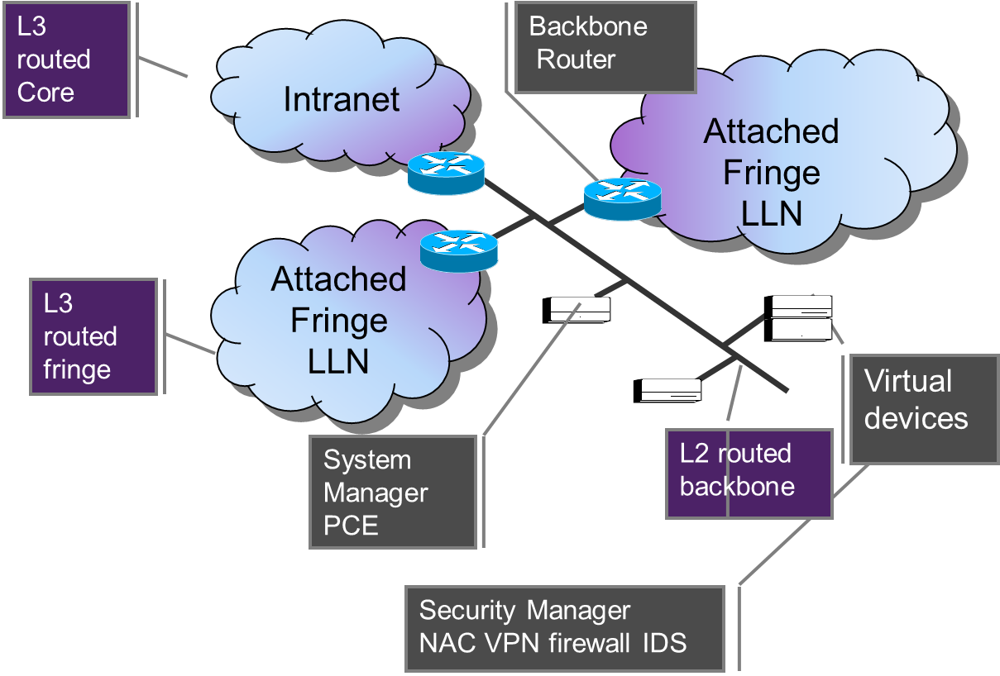 L3
routed
Core
Intranet
Backbone
Router
Attached
Fringe
LLN
L3
routed
fringe
Attached
Fringe
LLN
System
Manager
PCE
L2 routed
backbone
Virtual
devices
Security Manager
NAC VPN firewall IDS